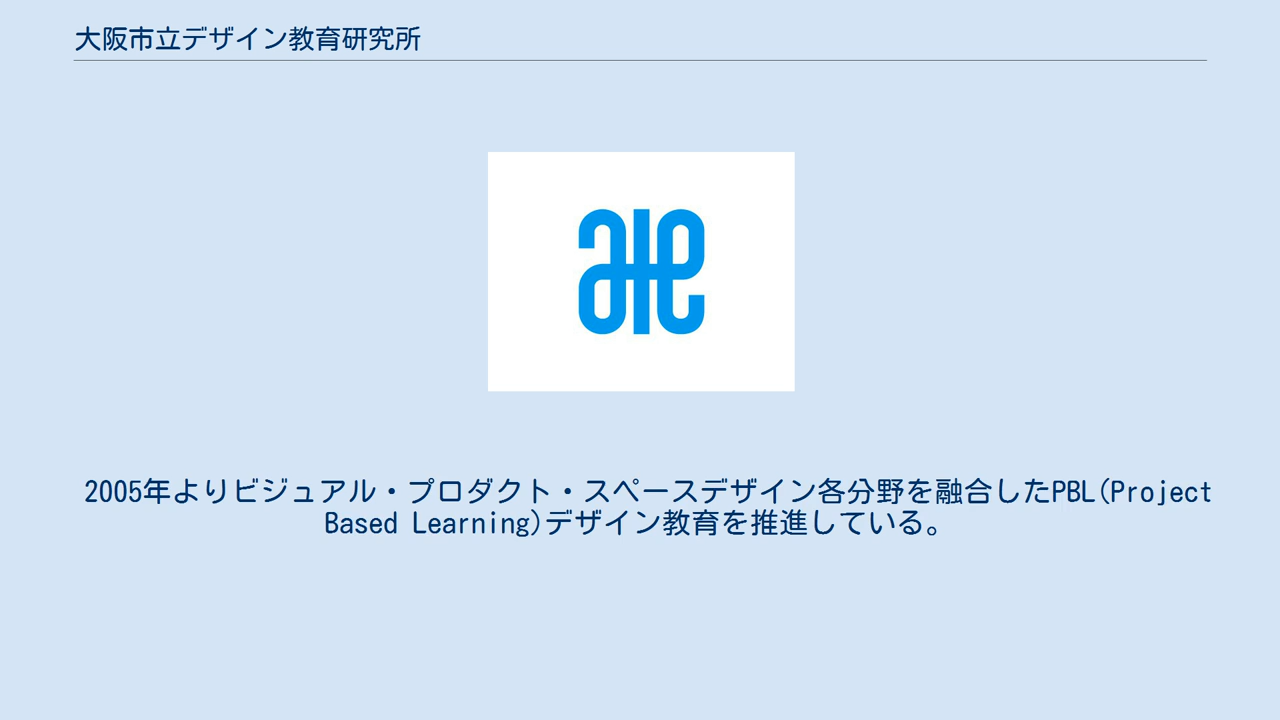 大阪市立デザイン教育研究所
2005年よりビジュアル・プロダクト・スペースデザイン各分野を融合したPBL(Project
Based Learning)デザイン教育を推進している。